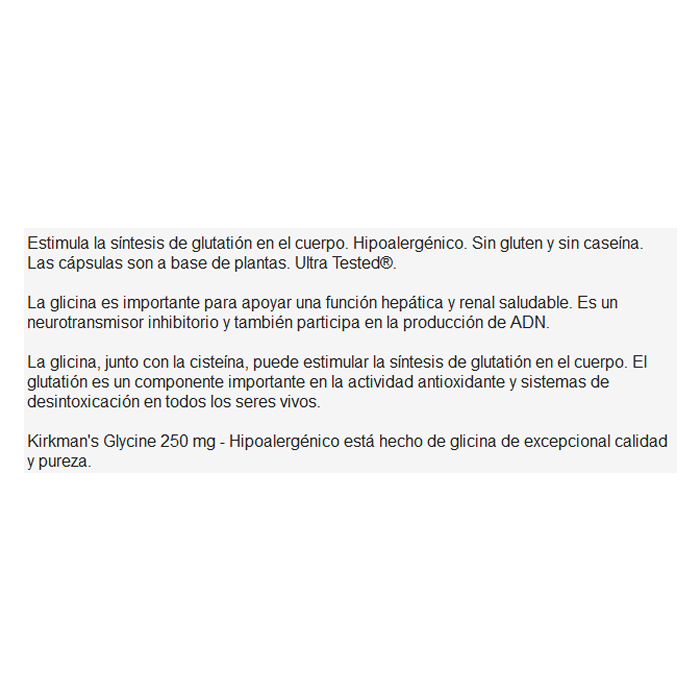 Estimula la síntesis de glutatión en el cuerpo. Hipoalergénico. Sin gluten y sin caseína.
Las cápsulas son a base de plantas. Ultra Tested®.
La glicina es importante para apoyar una función hepática y renal saludable. Es un
neurotransmisor inhibitorio y también participa en la producción de ADN.
La glicina, junto con la cisteína, puede estimular la síntesis de glutatión en el cuerpo. El
glutatión es un componente importante en la actividad antioxidante y sistemas de
desintoxicación en todos los seres vivos.
Kirkman's Glycine 250 mg - Hipoalergénico está hecho de glicina de excepcional calidad
y pureza.